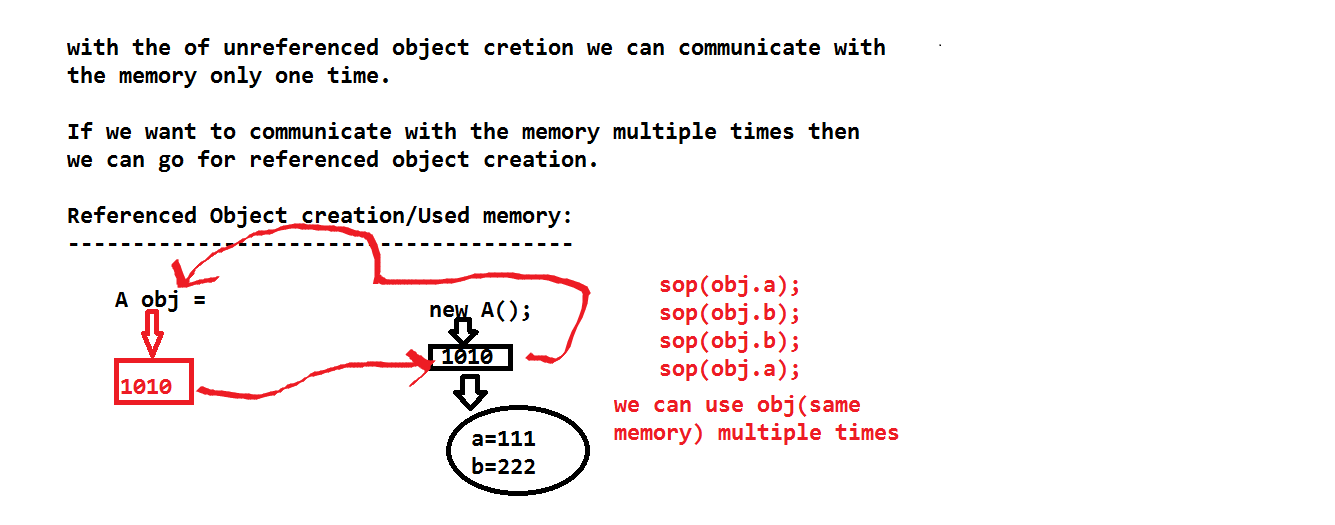 with the of unreferenced object cretion we can communicate with
the memory only one time.
If we want to communicate with the memory multiple times then
we can go for referenced object creation.
Referenced Object creation/Used memory:
---------------------------------------
A obj =
new A();
1010
1010
a=111
b=222
sop(obj.a);
sop(obj.b);
sop(obj.b);
sop(obj.a);
we can use obj(same
memory) multiple times